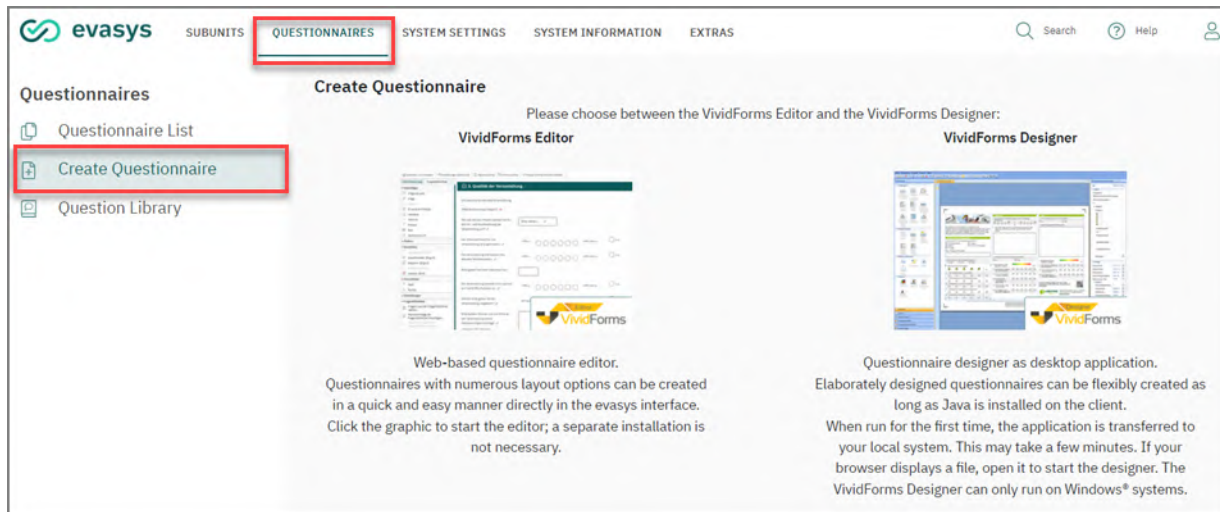 evasys
SUBUNITS
QUESTIONNAIRES
SYSTEM SETTINGS
SYSTEM INFORMATION
EXTRAS
Search
Help
Questionnaires
Questionnaire List
Create Questionnaire
Question Library
Create Questionnaire
Please choose between the VividForms Editor and the VividForms Designer:
VividForms Editor
VividForms
Web-based questionnaire editor.
Questionnaires with numerous layout options can be created
in a quick and easy manner directly in the evasys interface.
Click the graphic to start the editor; a separate installation is
not necessary.
VividForms Designer
VividForms
Questionnaire designer as desktop application.
Elaborately designed questionnaires can be flexibly created as
long as Java is installed on the client.
When run for the first time, the application is transferred to
your local system. This may take a few minutes. If your
browser displays a file, open it to start the designer. The
VividForms Designer can only run on Windows® systems.